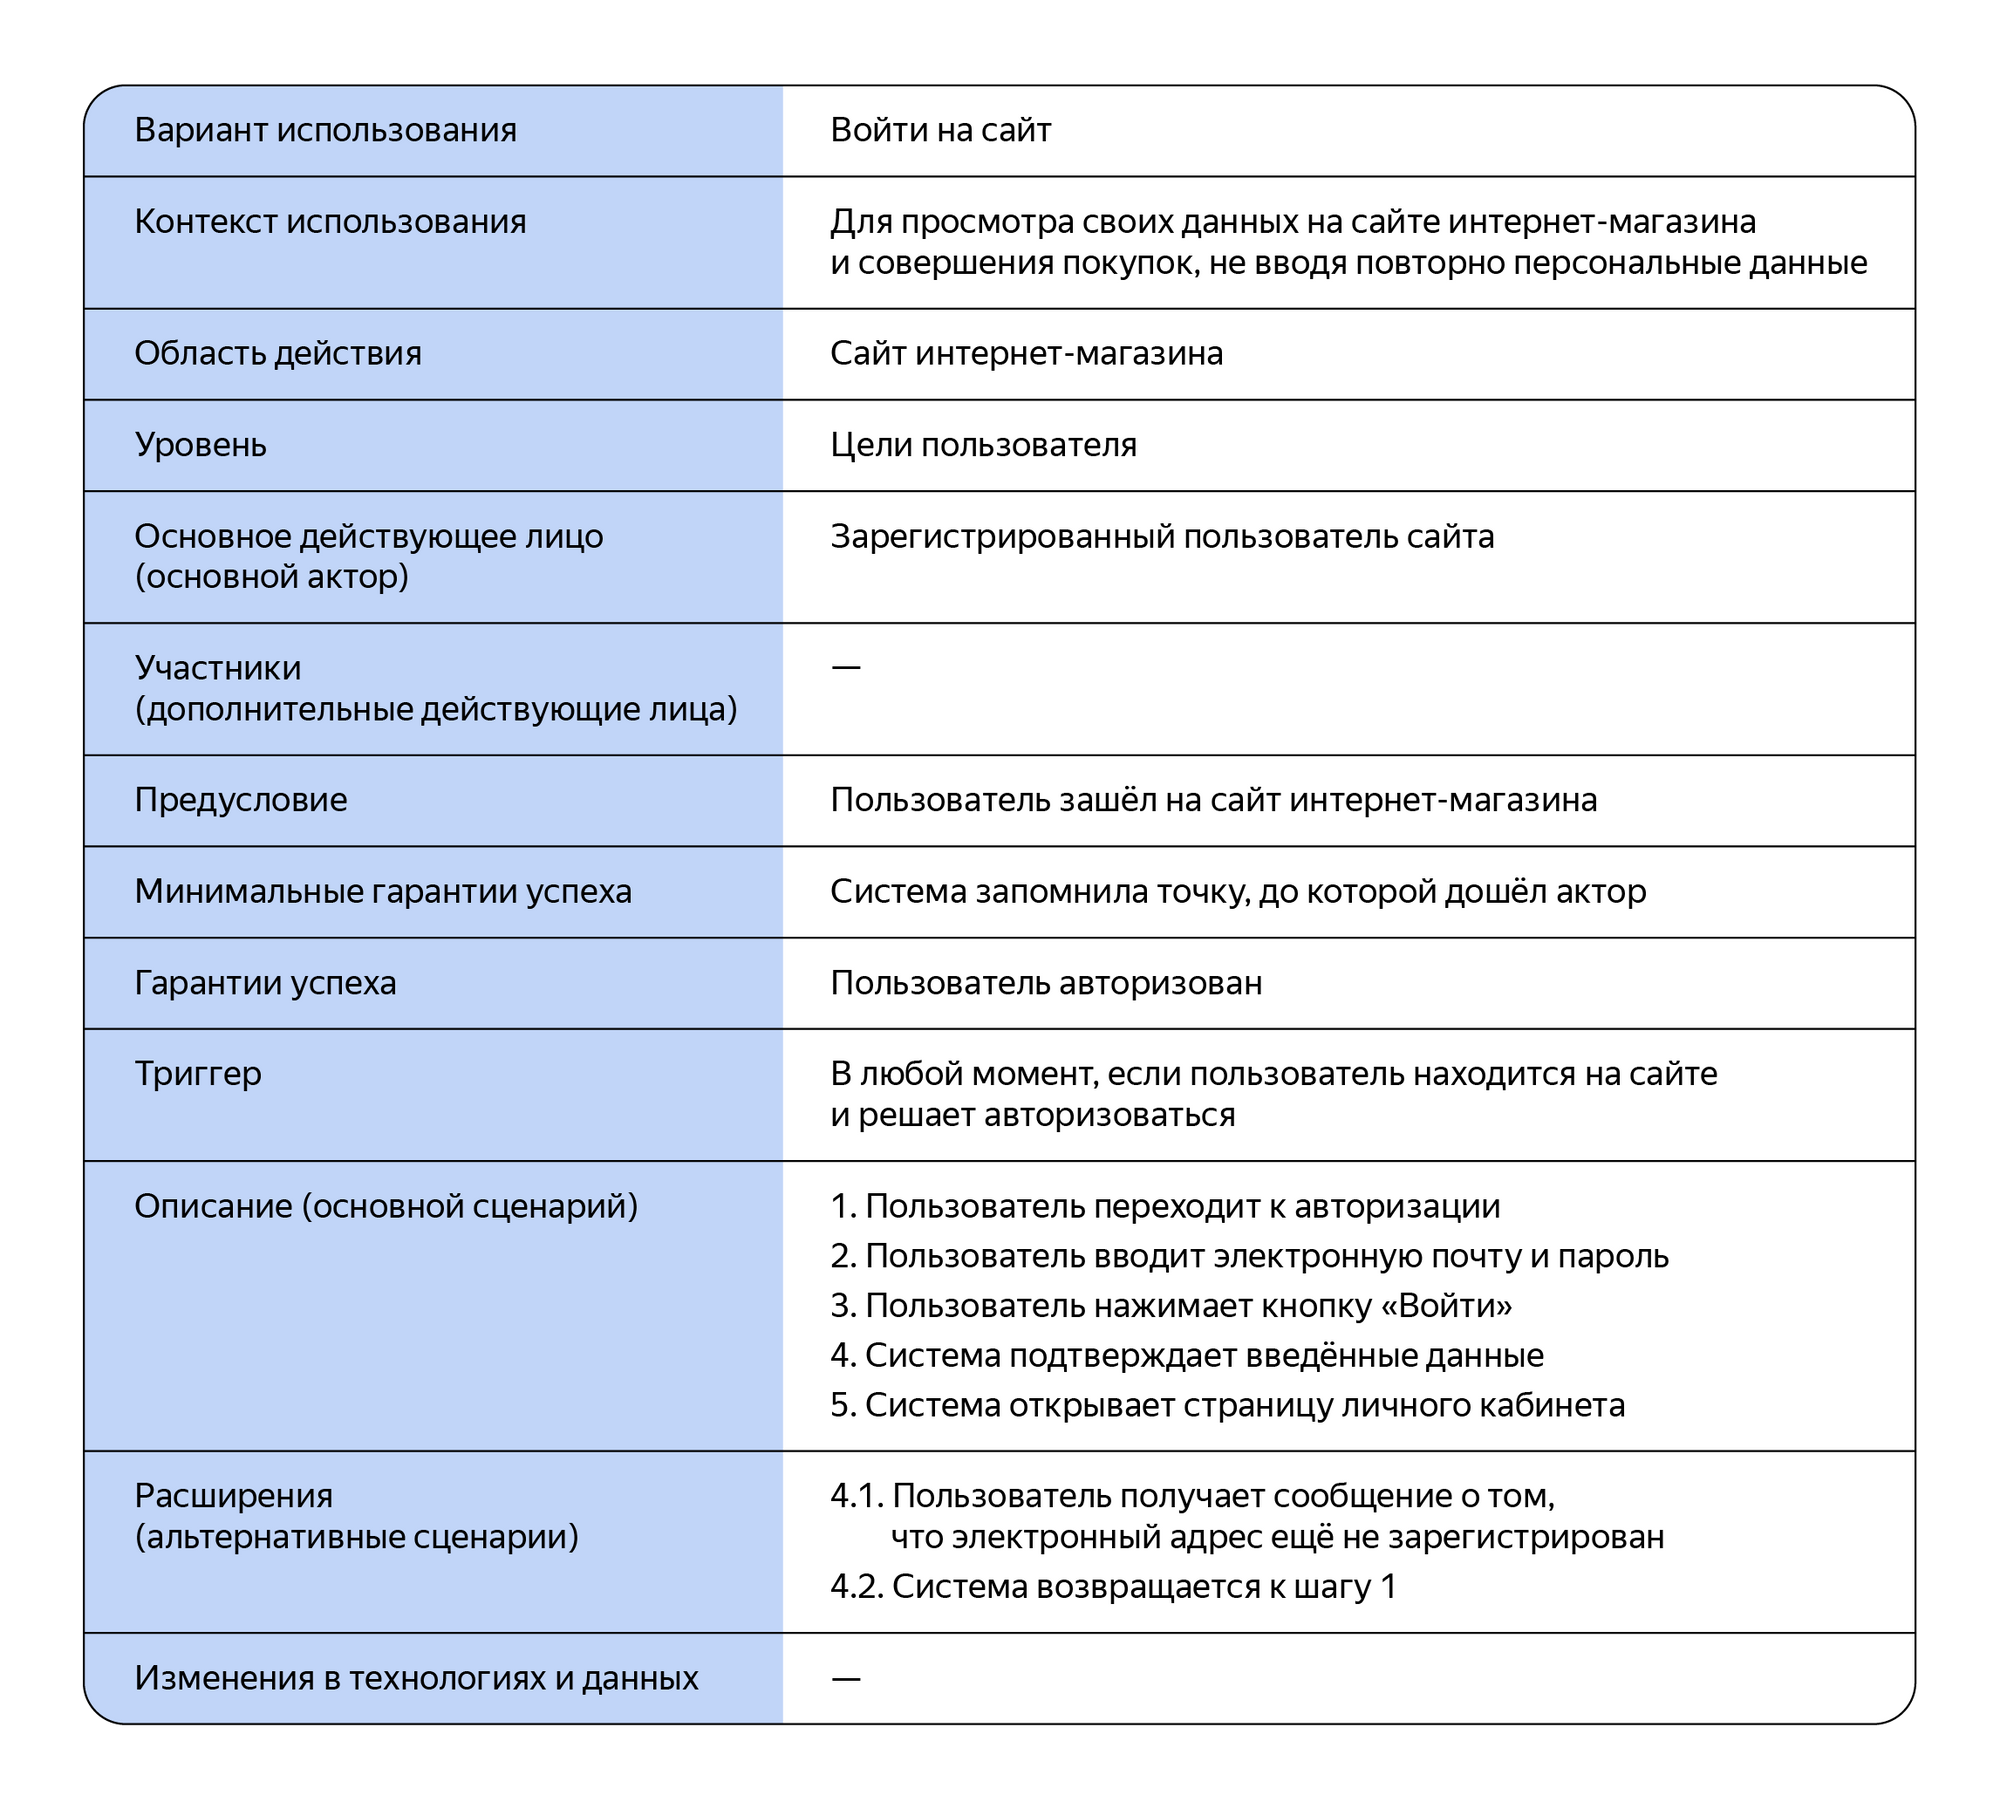 Вариант использования
Войти на сайт
Контекст использования
Для просмотра своих данных на сайте интернет-магазина
и совершения покупок, не вводя повторно персональные данные
Область действия
Сайт интернет-магазина
Уровень
Цели пользователя
Основное действующее лицо
(основной актор)
Зарегистрированный пользователь сайта
Участники
(дополнительные действующие лица)
—
Предусловие
Пользователь зашёл на сайт интернет-магазина
Минимальные гарантии успеха
Система запомнила точку, до которой дошёл актор
Гарантии успеха
Пользователь авторизован
Триггер
В любой момент, если пользователь находится на сайте
и решает авторизоваться
Описание (основной сценарий)
1. Пользователь переходит к авторизации
2. Пользователь вводит электронную почту и пароль
3. Пользователь нажимает кнопку «Войти»
4. Система подтверждает введённые данные
5. Система открывает страницу личного кабинета
Расширения
(альтернативные сценарии)
4.1. Пользователь получает сообщение о том,
что электронный адрес ещё не зарегистрирован
4.2. Система возвращается к шагу 1
Изменения в технологиях и данных
—